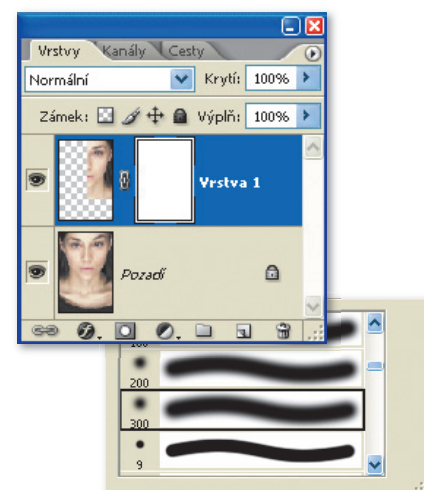 Vrstvy Kanály Cesty
Normální Krytí: 100%
Zámek: Výplň: 100%
Vrstva 1
Pozadí
200
300
9